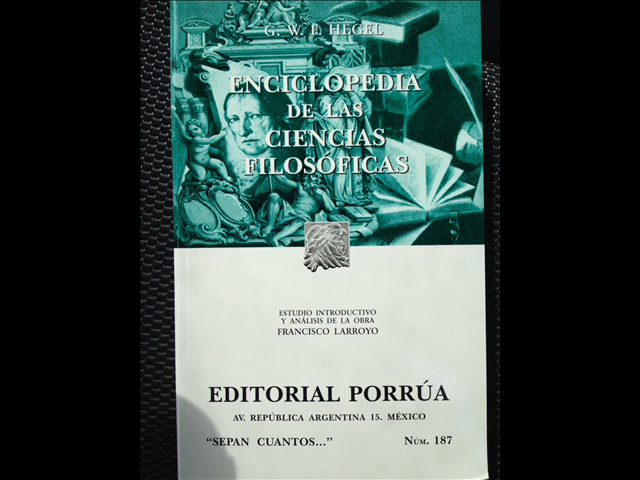 G. W. F. HEGEL
ENCICLOPEDIA
DE LAS
CIENCIAS
FILOSÓFICAS
ESTUDIO INTRODUCTIVO
Y ANÁLISIS DE LA OBRA
FRANCISCO LARROYO
EDITORIAL PORRÚA
AV. REPÚBLICA ARGENTINA 15. MÉXICO
“SEPAN CUANTOS...” NÚM. 187